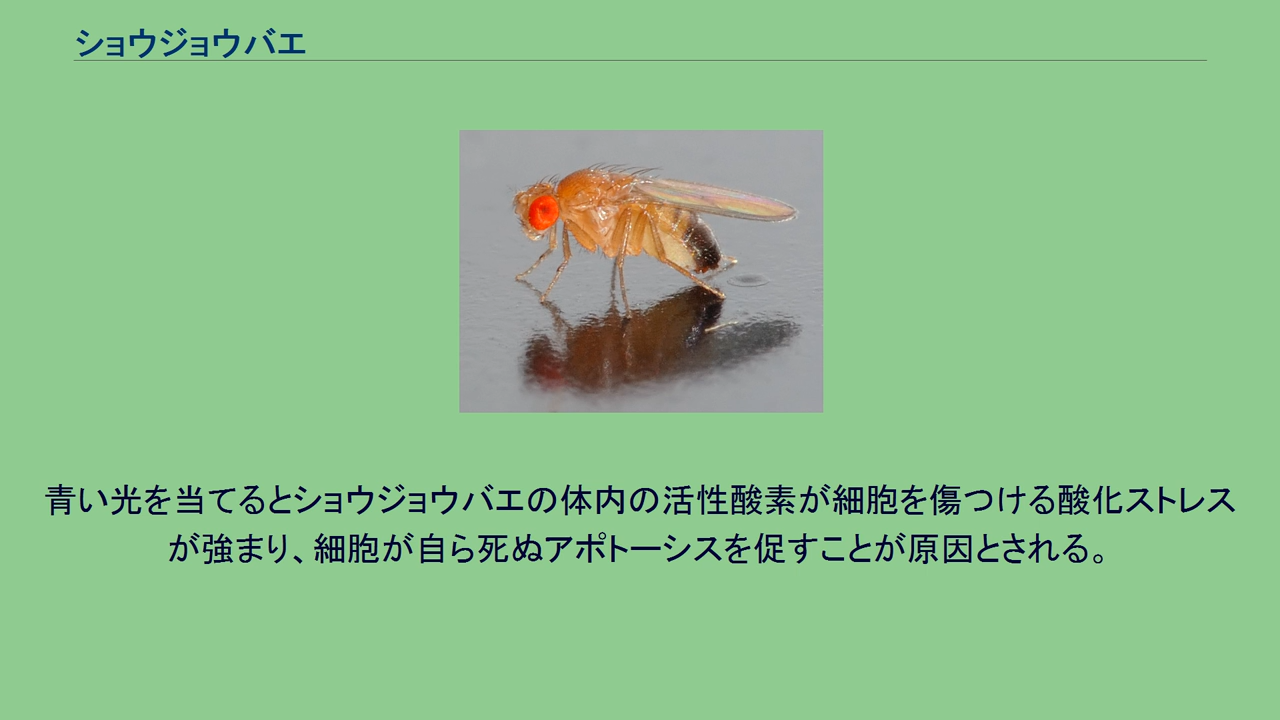 ショウジョウバエ
青い光を当てるとショウジョウバエの体内の活性酸素が細胞を傷つける酸化ストレス
が強まり、細胞が自ら死ぬアポトーシスを促すことが原因とされる。